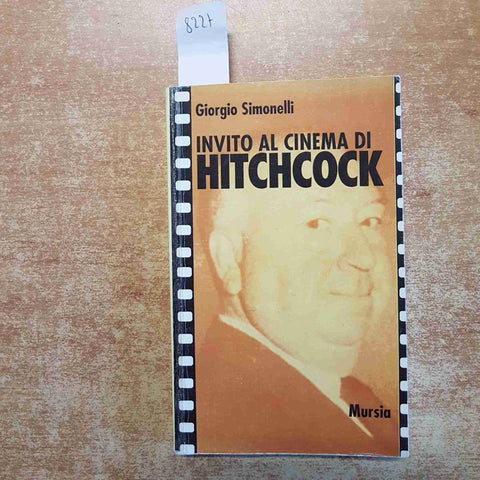 8227
Giorgio Simonelli
INVITO AL CINEMA DI
HITCHCOCK
Mursia